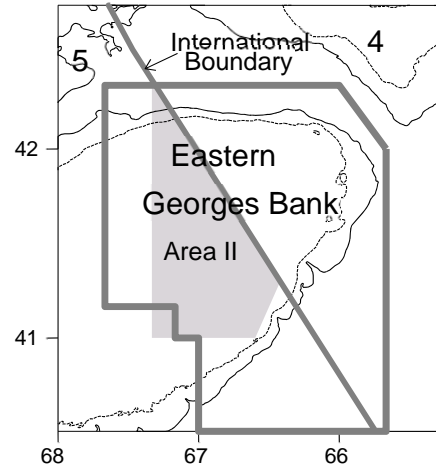 International
Boundary
5
4
42
Eastern
Georges Bank
Area II
41
68
67
66